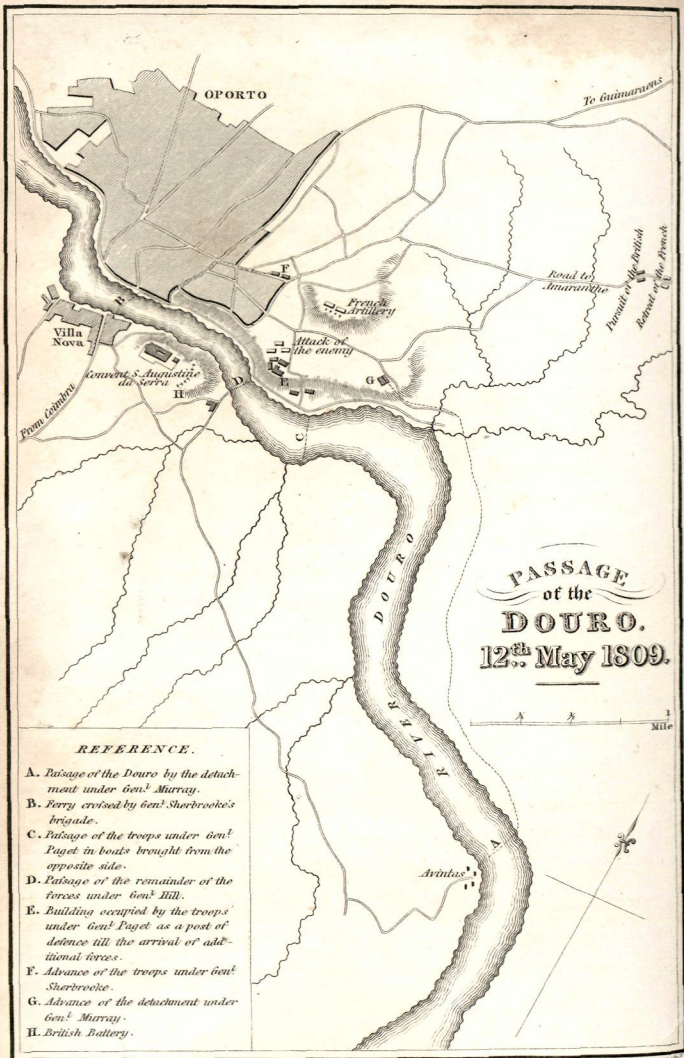 OPORTO
To Guimaraens
F
French
Artillery
Road to
Amaranthe
Pursuit of the British
Retreat of the French
B
Villa
Nova
Attack of
the enemy
Convent S. Augustine
da Serra
H
D
E
G
From Coimbra
C
RIVER DOURO
PASSAGE
of the
DOURO.
12th. May 1809.
¼ ½ 1
Mile
A
Avintas
REFERENCE.
A. Paſsage of the Douro by the detach-
ment under Genl. Murray.
B. Ferry croſsed by Genl. Sherbrooke's
brigade.
C. Paſsage of the troops under Genl.
Paget in boats brought from the
opposite side.
D. Paſsage of the remainder of the
forces under Genl. Hill.
E. Building occupied by the troops
under Genl. Paget as a post of
defence till the arrival of add-
itional forces.
F. Advance of the troops under Genl.
Sherbrooke.
G. Advance of the detachment under
Genl. Murray.
H. British Battery.